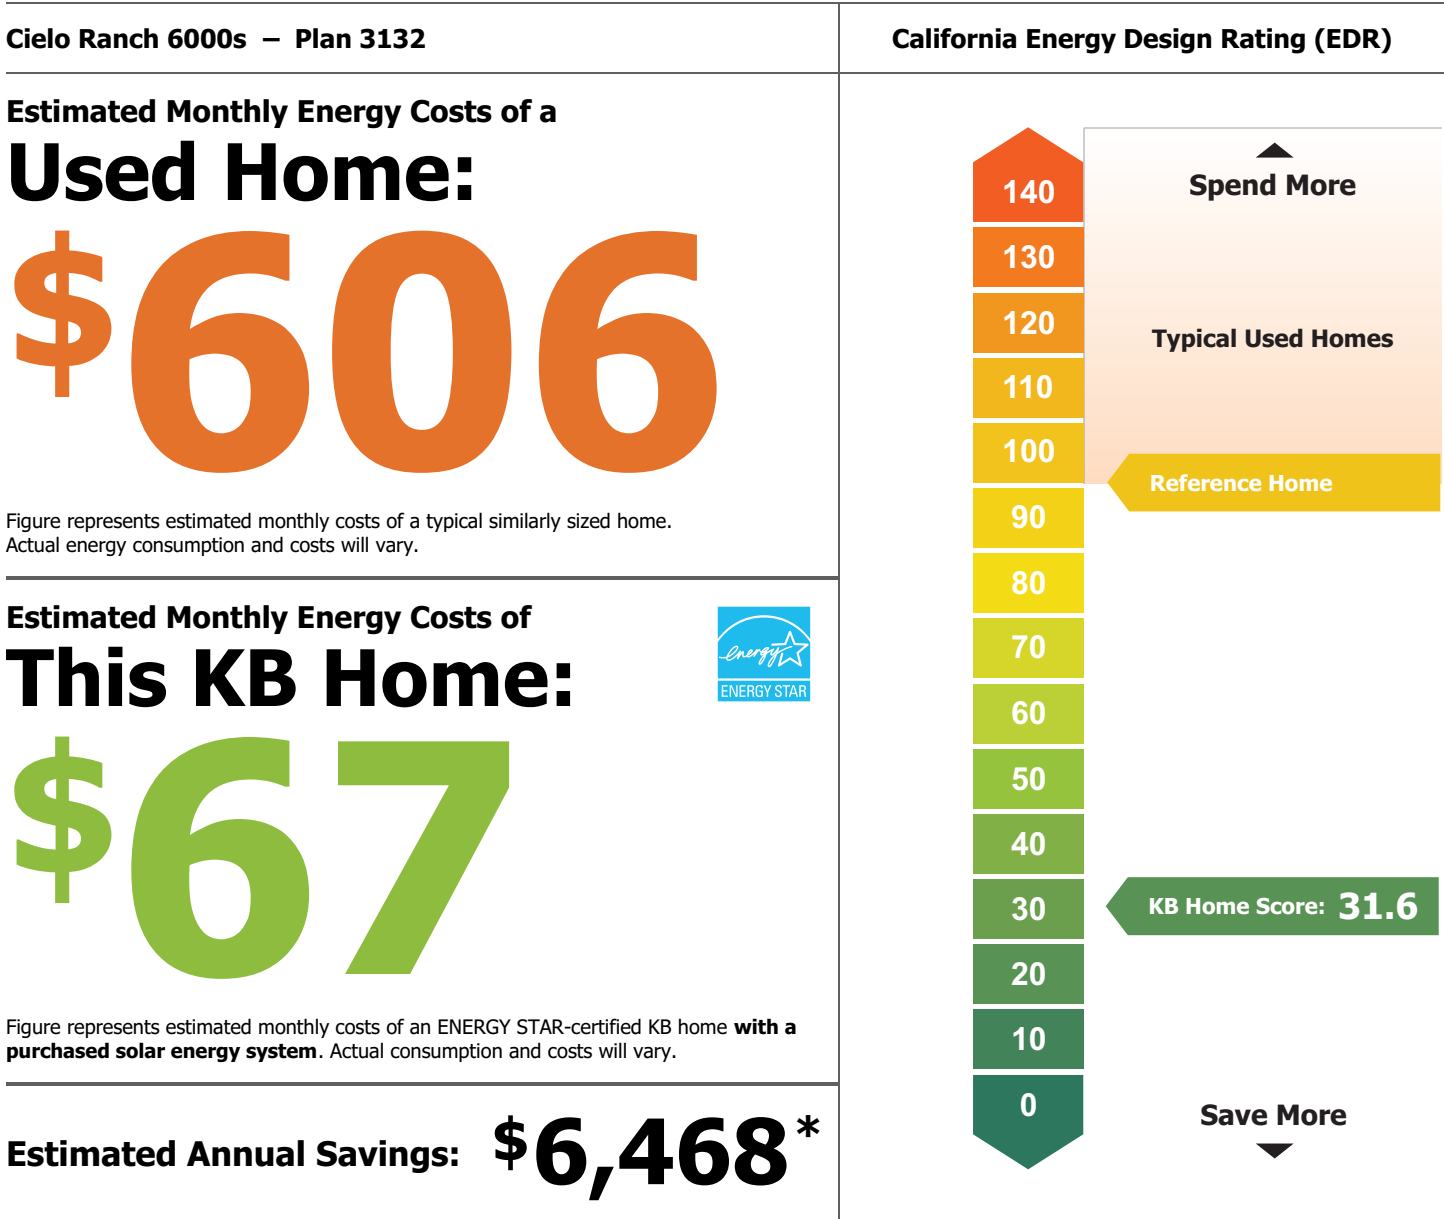 Cielo Ranch 6000s – Plan 3132
Estimated Monthly Energy Costs of a
Used Home:
$606
Figure represents estimated monthly costs of a typical similarly sized home.
Actual energy consumption and costs will vary.
Estimated Monthly Energy Costs of
This KB Home:
energy
ENERGY STAR
$67
Figure represents estimated monthly costs of an ENERGY STAR-certified KB home with a
purchased solar energy system. Actual consumption and costs will vary.
Estimated Annual Savings: $6,468*
California Energy Design Rating (EDR)
140
Spend More
130
120
Typical Used Homes
110
100
Reference Home
90
80
70
60
50
40
30
KB Home Score: 31.6
20
10
0
Save More